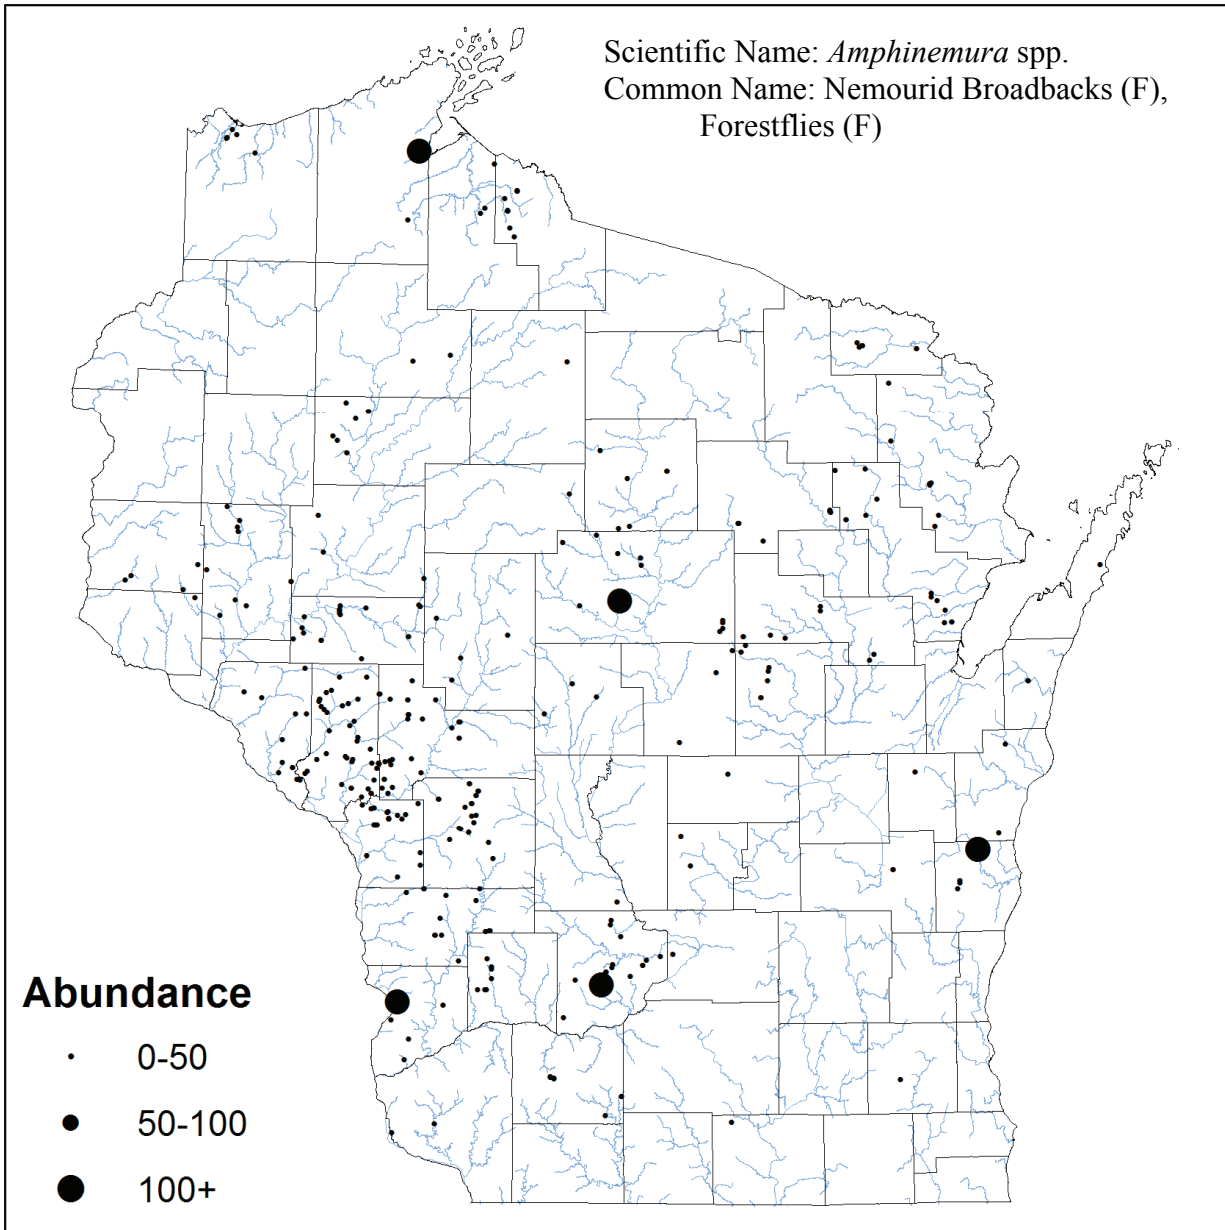 Scientific Name: Amphinemura spp.
Common Name: Nemourid Broadbacks (F),
Forestflies (F)
Abundance
0-50
50-100
100+